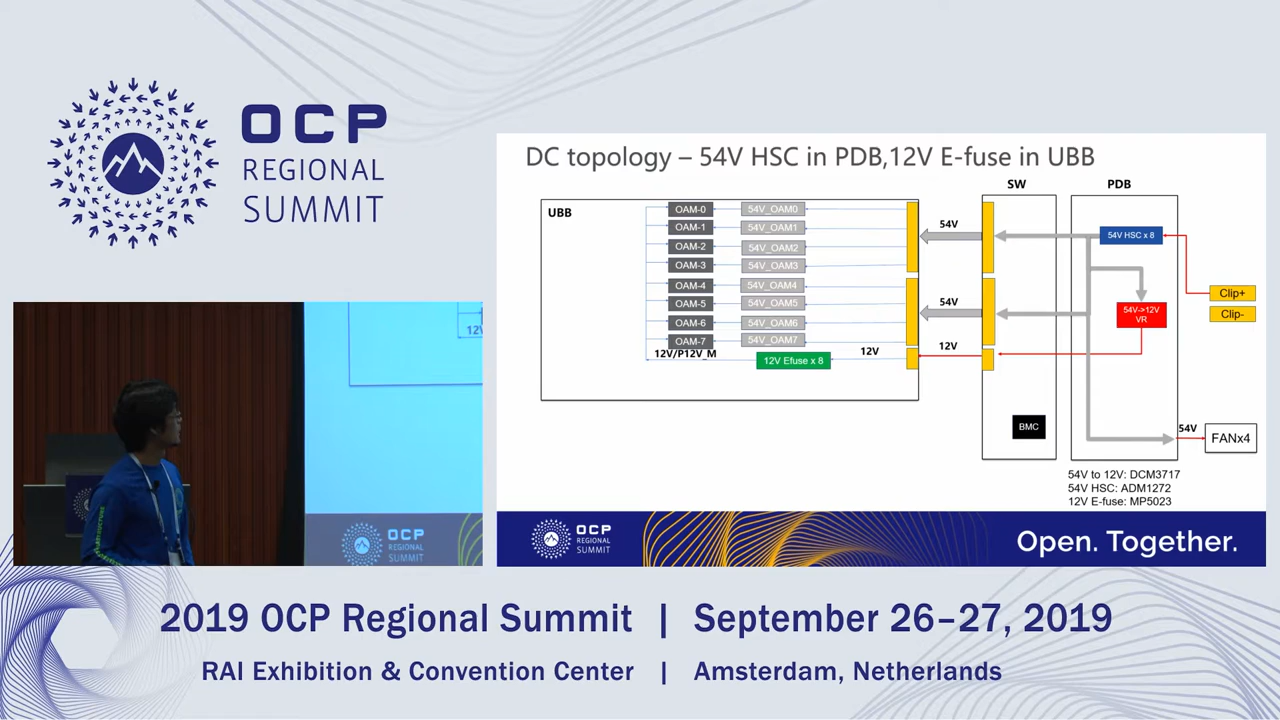 OCP
REGIONAL
SUMMIT
DC topology – 54V HSC in PDB,12V E-fuse in UBB
SW
PDB
UBB
OAM-0
54V_OAM0
OAM-1
54V_OAM1
OAM-2
54V_OAM2
OAM-3
54V_OAM3
OAM-4
54V_OAM4
OAM-5
54V_OAM5
OAM-6
54V_OAM6
OAM-7
54V_OAM7
12V/P12V_M
12V Efuse x 8
12V
54V
54V
12V
54V HSC x 8
Clip+
Clip-
54V->12V
VR
BMC
54V
FANx4
54V to 12V: DCM3717
54V HSC: ADM1272
12V E-fuse: MP5023
OCP
REGIONAL
SUMMIT
Open. Together.
12V
OCP
REGIONAL
SUMMIT
2019 OCP Regional Summit | September 26–27, 2019
RAI Exhibition & Convention Center | Amsterdam, Netherlands